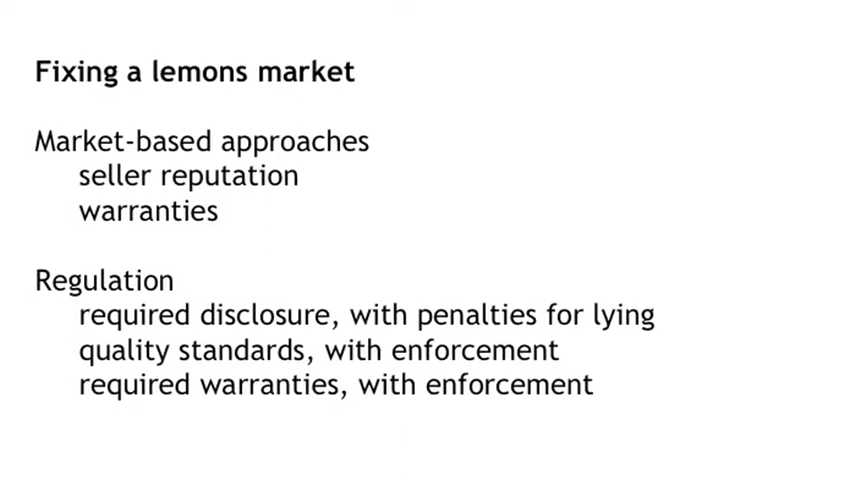 Fixing a lemons market
Market-based approaches
seller reputation
warranties
Regulation
required disclosure, with penalties for lying
quality standards, with enforcement
required warranties, with enforcement